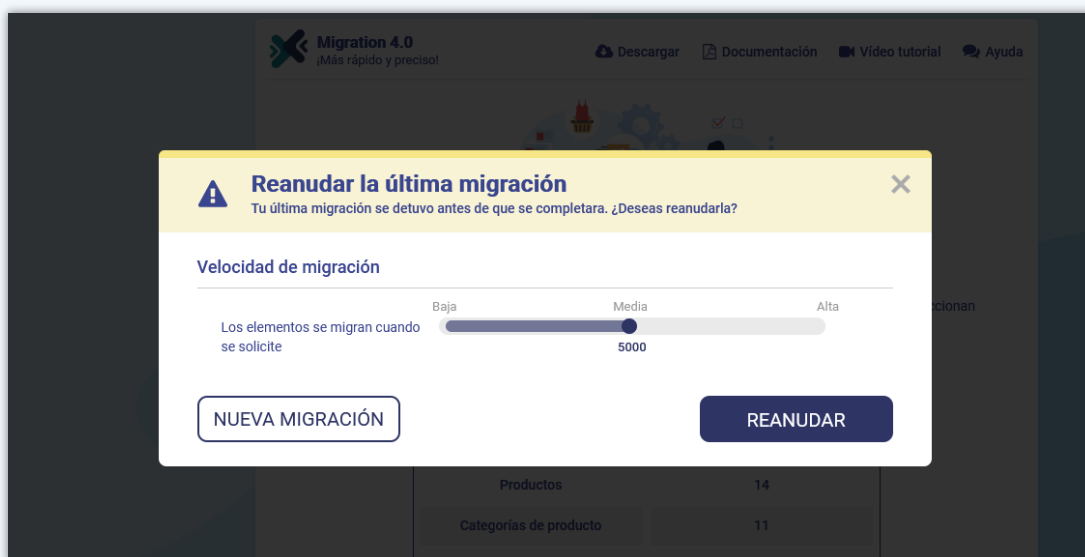 Migration 4.0
¡Más rápido y preciso!
Descargar
Documentación
Vídeo tutorial
Ayuda
Reanudar la última migración
Tu última migración se detuvo antes de que se completara. ¿Deseas reanudarla?
Velocidad de migración
Baja Media Alta
Los elementos se migran cuando
se solicite
5000
NUEVA MIGRACIÓN
REANUDAR
Productos 14
Categorías de producto 11